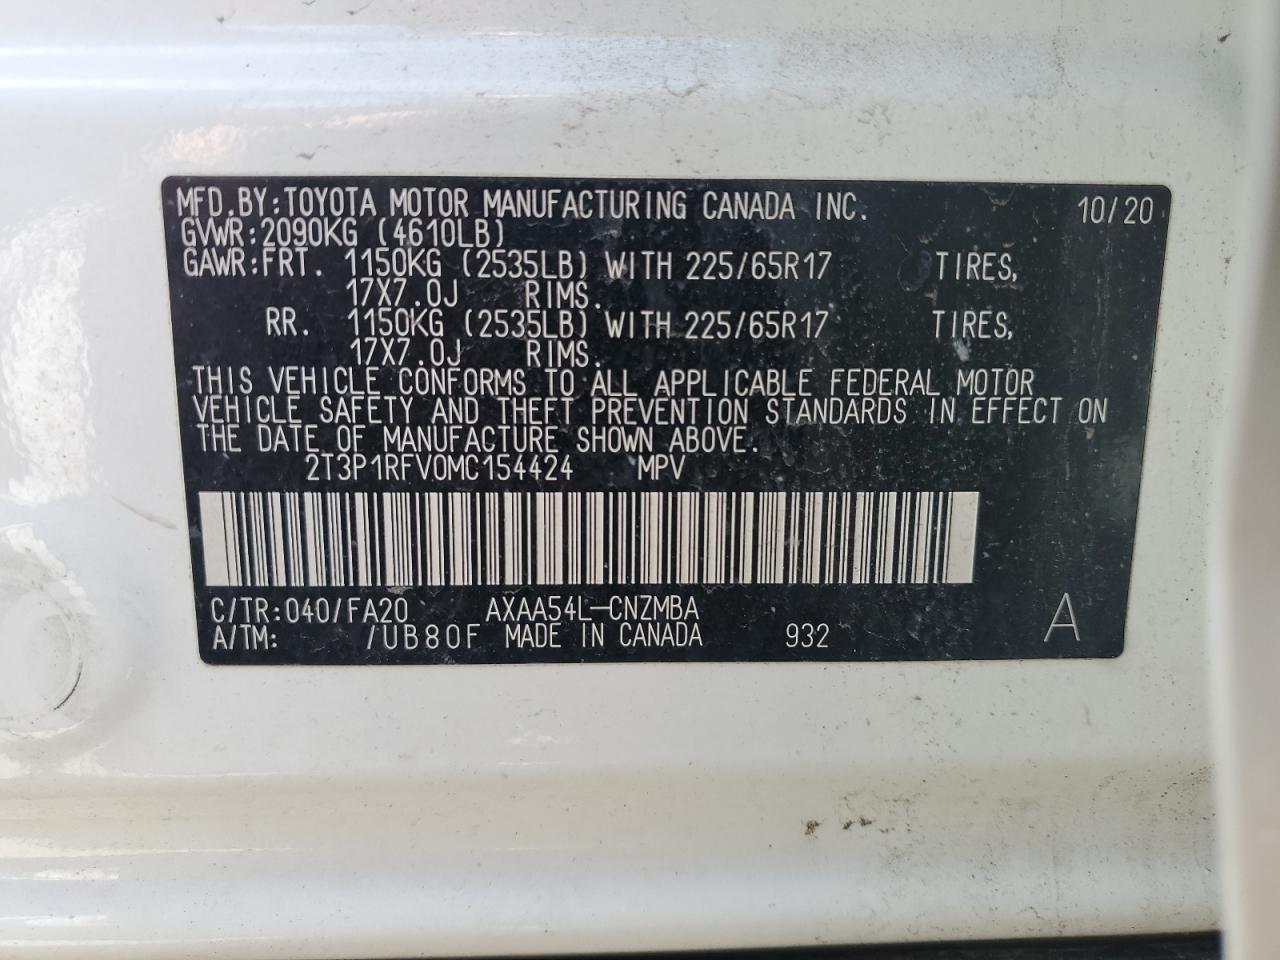 MFD.BY:TOYOTA MOTOR MANUFACTURING CANADA INC. 10/20
GVWR:2090KG (4610LB)
GAWR:FRT. 1150KG (2535LB) WITH 225/65R17 TIRES,
17X7.0J RIMS.
RR. 1150KG (2535LB) WITH 225/65R17 TIRES,
17X7.0J RIMS.
THIS VEHICLE CONFORMS TO ALL APPLICABLE FEDERAL MOTOR
VEHICLE SAFETY AND THEFT PREVENTION STANDARDS IN EFFECT ON
THE DATE OF MANUFACTURE SHOWN ABOVE.
2T3P1RFV0MC154424 MPV
C/TR:040/FA20 AXAA54L-CNZMBA
A/TM: /UB80F MADE IN CANADA 932 A